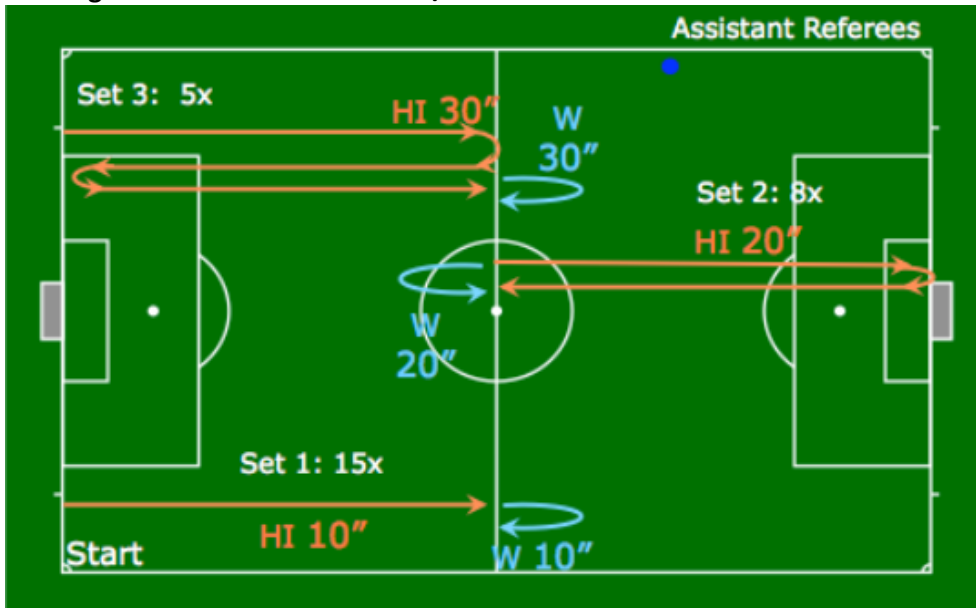 Assistant Referees
Set 3: 5x
HI 30”
W
30”
Set 2: 8x
HI 20”
W
20”
Set 1: 15x
HI 10”
Start
W 10”